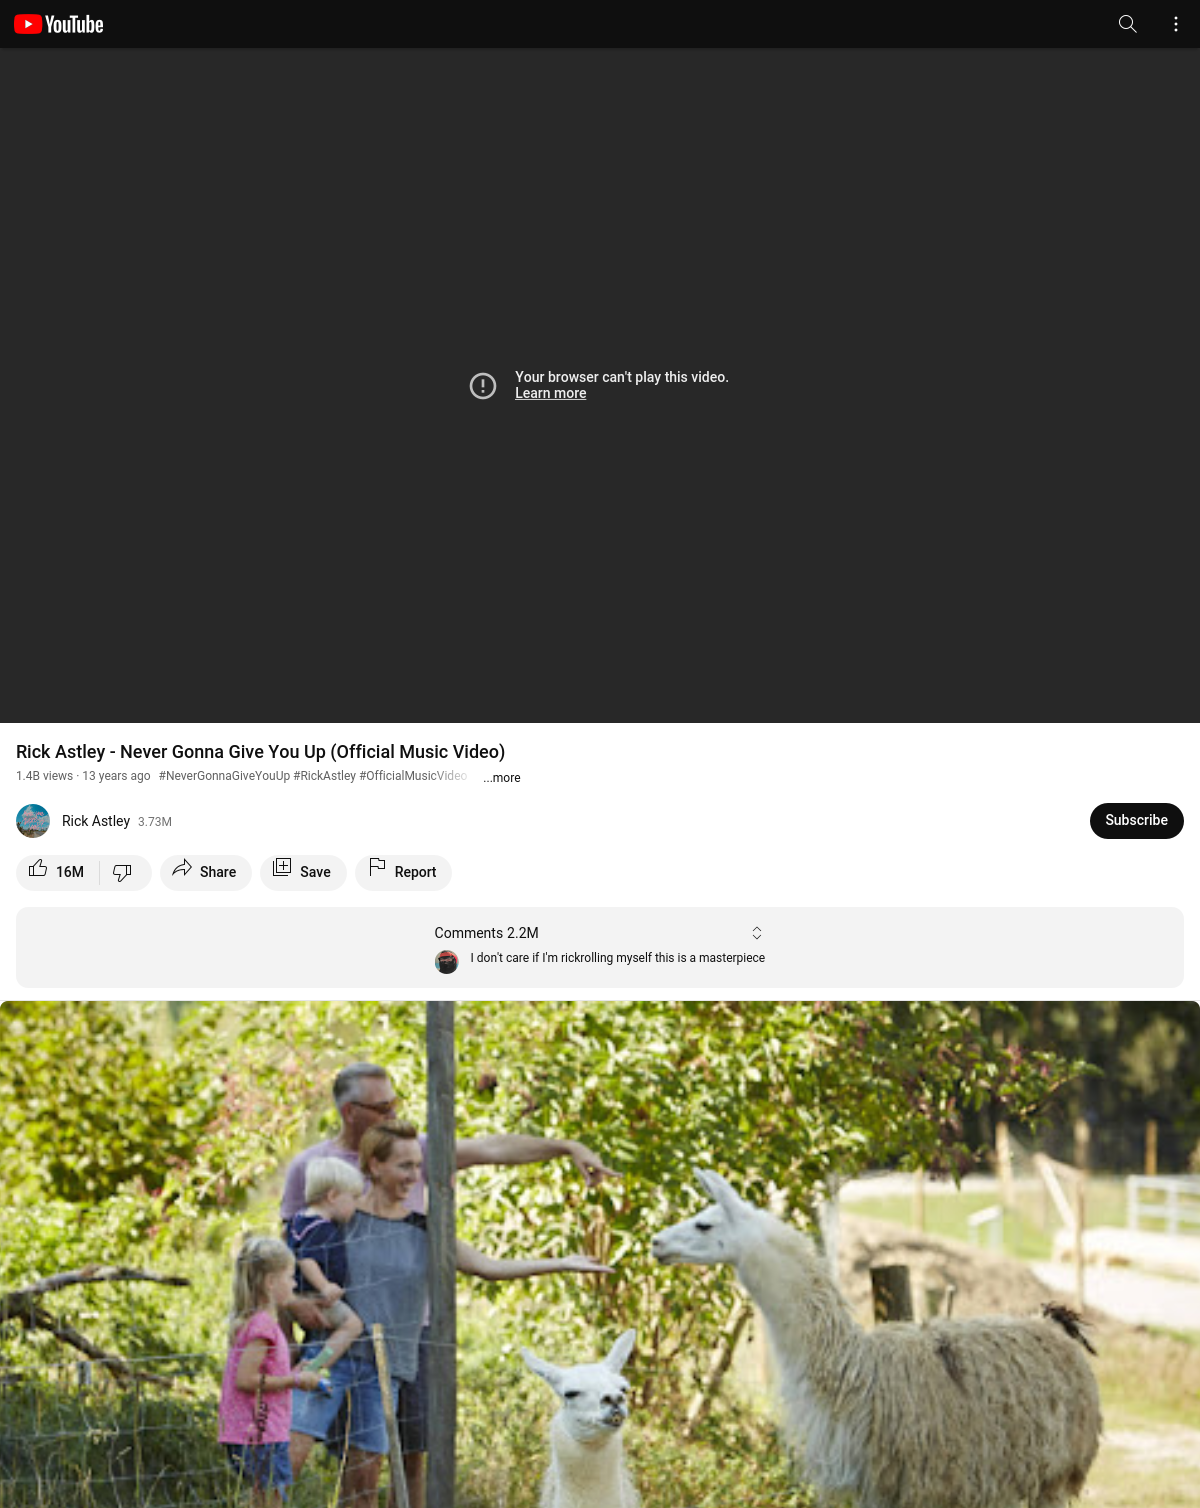 YouTube
Your browser can't play this video.
Learn more
Rick Astley - Never Gonna Give You Up (Official Music Video)
1.4B views · 13 years ago #NeverGonnaGiveYouUp #RickAstley #OfficialMusicVideo ...more
Rick Astley 3.73M
Subscribe
16M Share Save Report
Comments 2.2M
I don't care if I'm rickrolling myself this is a masterpiece